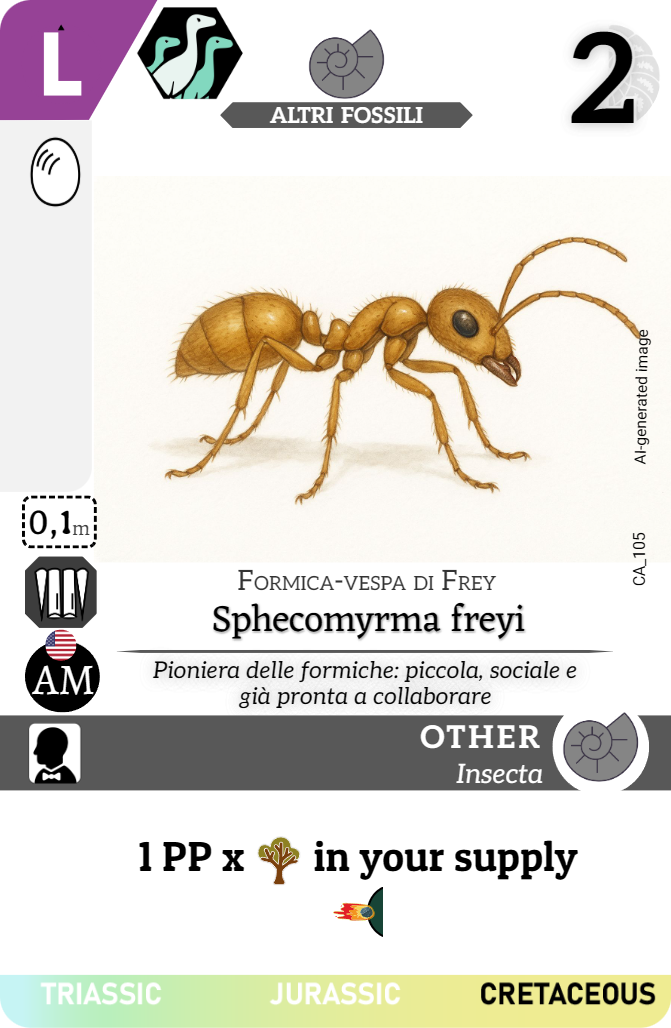 L
2
ALTRI FOSSILI
AI-generated image
0,1m
CA_105
Formica-vespa di Frey
Sphecomyrma freyi
AM
Pioniera delle formiche: piccola, sociale e
già pronta a collaborare
OTHER
Insecta
1 PP x in your supply
TRIASSIC JURASSIC CRETACEOUS